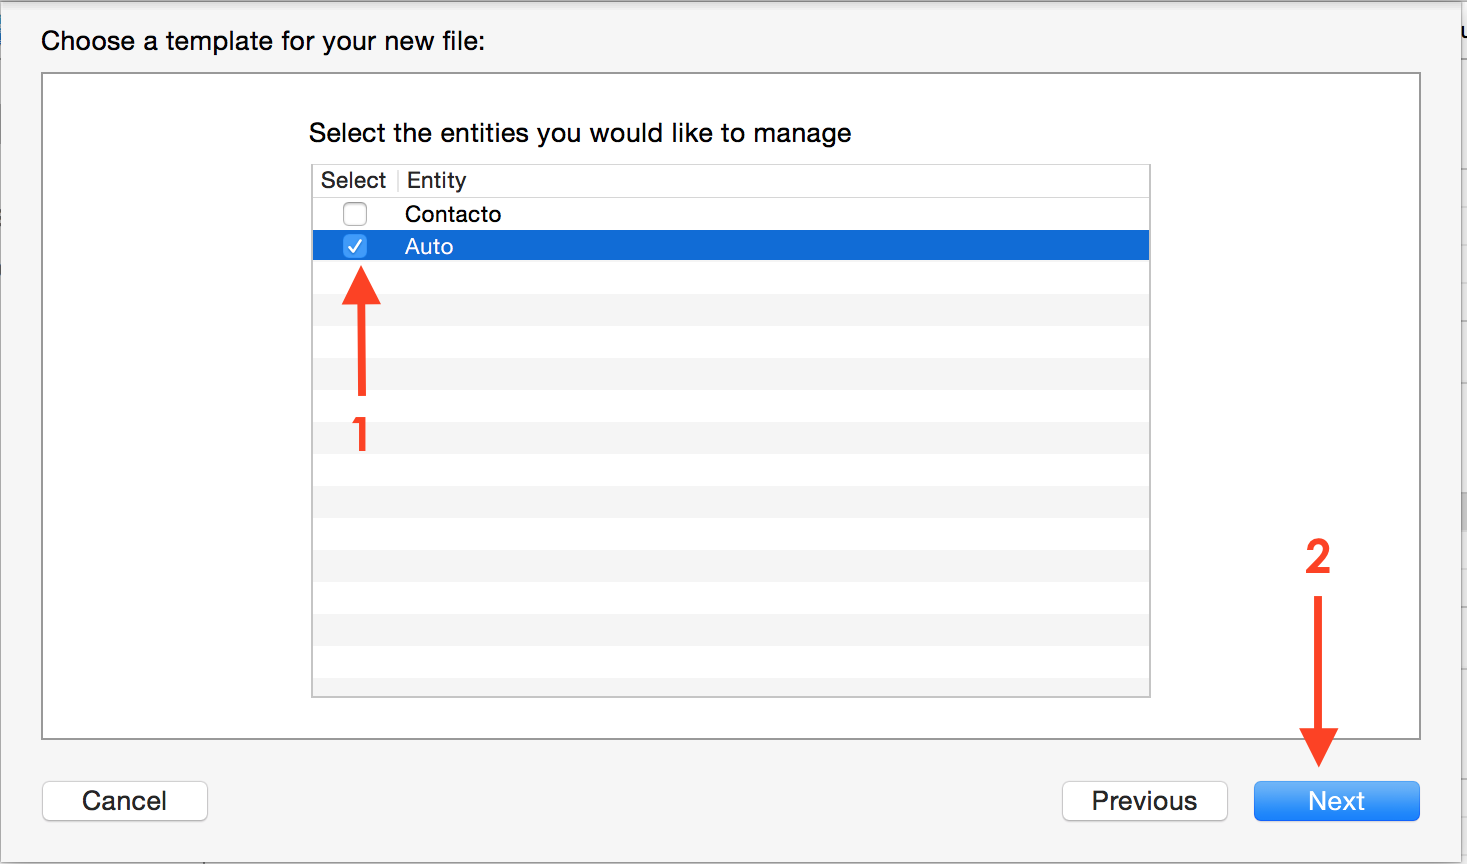 Choose a template for your new file:
Select the entities you would like to manage
Select Entity
Contacto
Auto
1
2
Cancel Previous Next